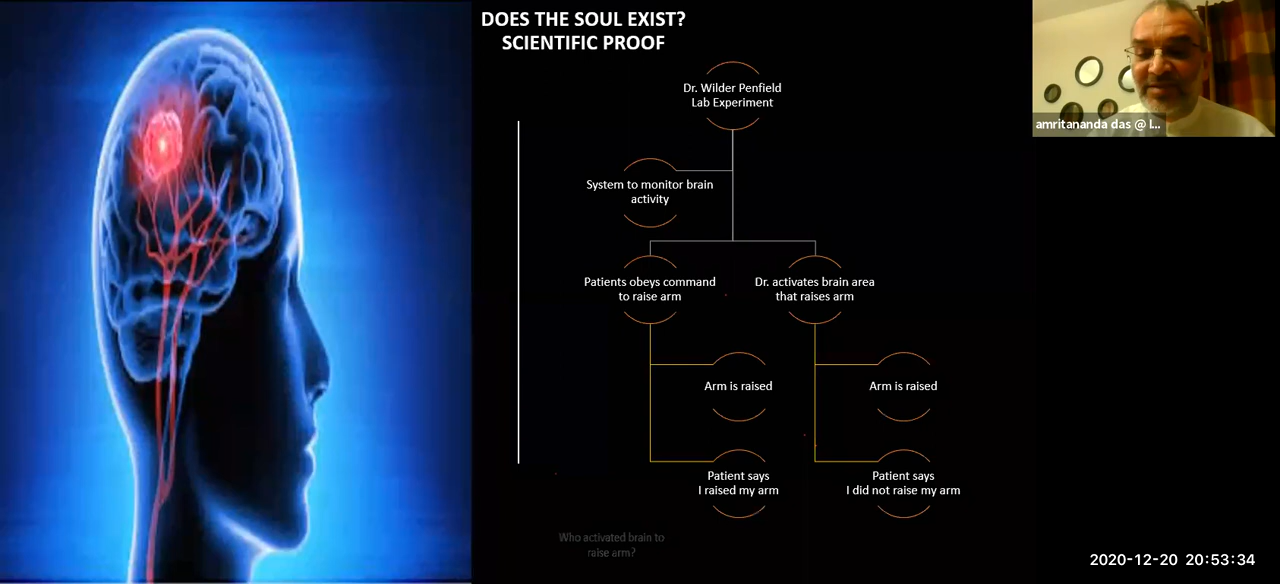 DOES THE SOUL EXIST?
SCIENTIFIC PROOF
amritananda das @ I...
Dr. Wilder Penfield
Lab Experiment
System to monitor brain
activity
Patients obeys command
to raise arm
Dr. activates brain area
that raises arm
Arm is raised
Arm is raised
Patient says
I raised my arm
Patient says
I did not raise my arm
Who activated brain to
raise arm?
2020-12-20 20:53:34